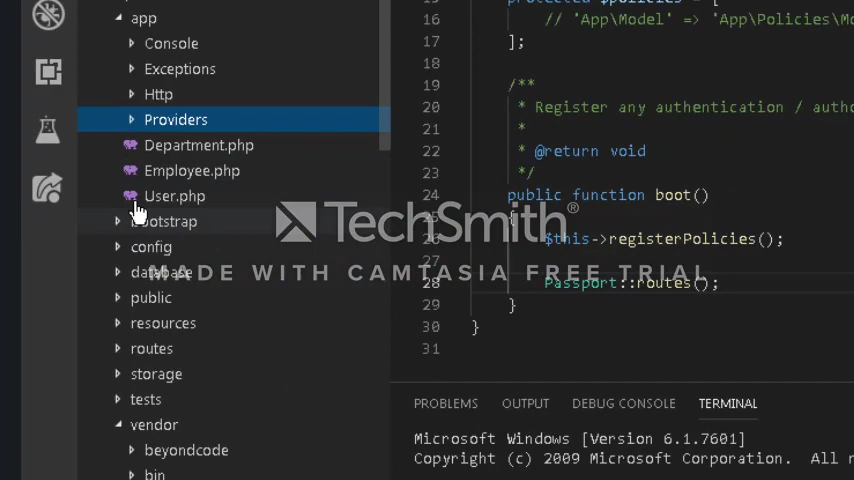 app
Console
Exceptions
Http
Providers
Department.php
Employee.php
User.php
bootstrap
config
database
public
resources
routes
storage
tests
vendor
beyondcode
bin
16 // 'App\Model' => 'App\Policies\Mo
17 ];
18
19 /**
20 * Register any authentication / autho
21 *
22 * @return void
23 */
24 public function boot()
{
26 $this->registerPolicies();
27
28 Passport::routes();
29 }
30 }
31
PROBLEMS OUTPUT DEBUG CONSOLE TERMINAL
Microsoft Windows [Version 6.1.7601]
Copyright (c) 2009 Microsoft Corporation. All
TechSmith®
MADE WITH CAMTASIA FREE TRIAL